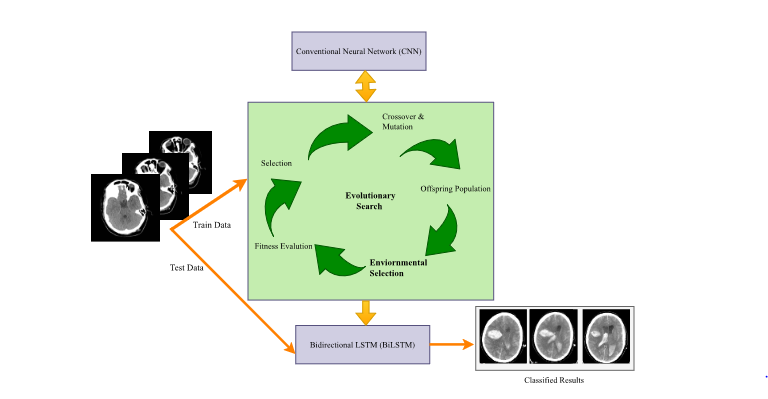 Conventional Neural Network (CNN)
Crossover &
Mutation
Selection
Offspring Population
Evolutionary
Search
Train Data
Fitness Evalution
Enviornmental
Selection
Test Data
Bidirectional LSTM (BiLSTM)
Classified Results